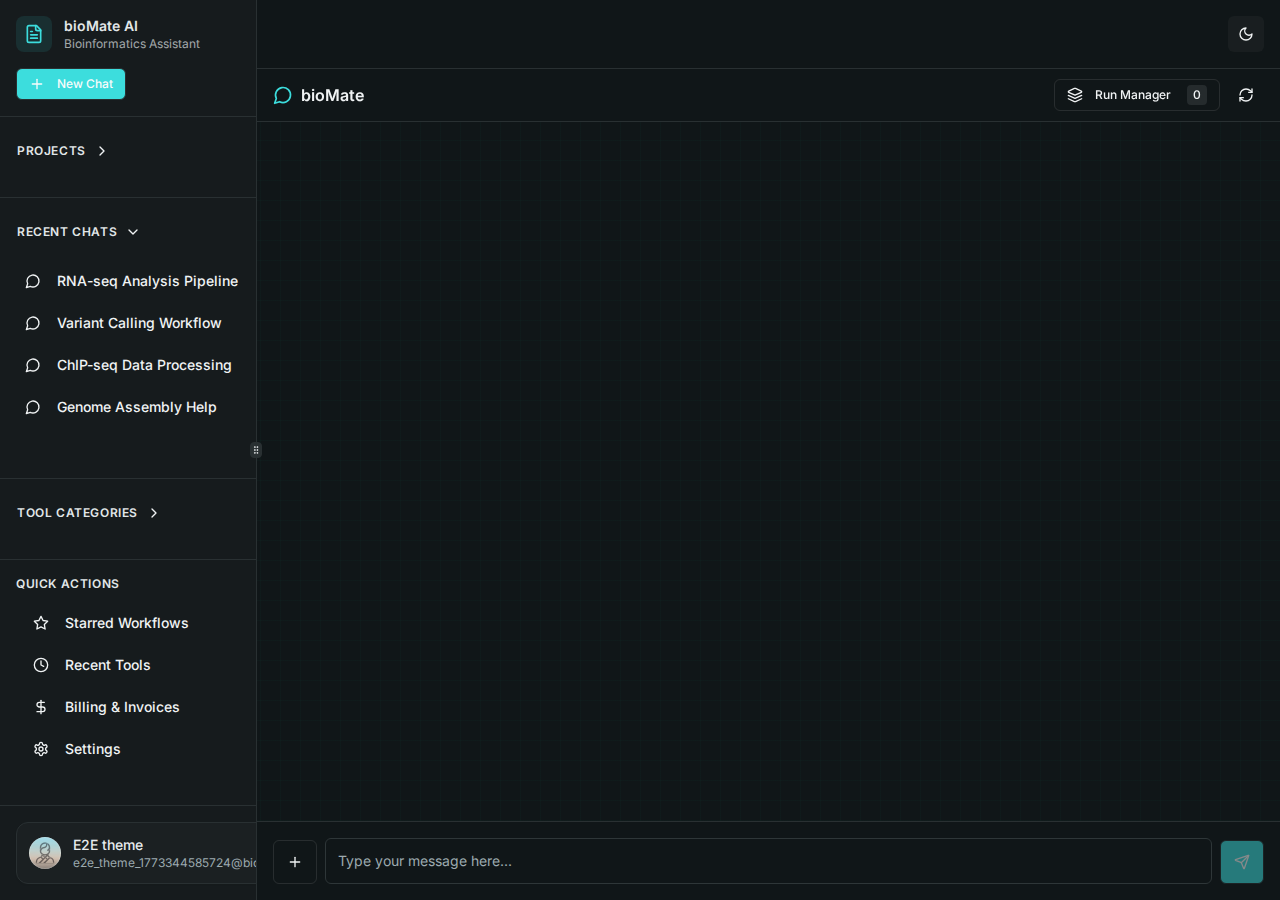 bioMate AI
Bioinformatics Assistant
New Chat
PROJECTS
RECENT CHATS
RNA-seq Analysis Pipeline
Variant Calling Workflow
ChIP-seq Data Processing
Genome Assembly Help
TOOL CATEGORIES
QUICK ACTIONS
Starred Workflows
Recent Tools
Billing & Invoices
Settings
E2E theme
e2e_theme_1773344585724@bio
bioMate
Run Manager 0
Type your message here...